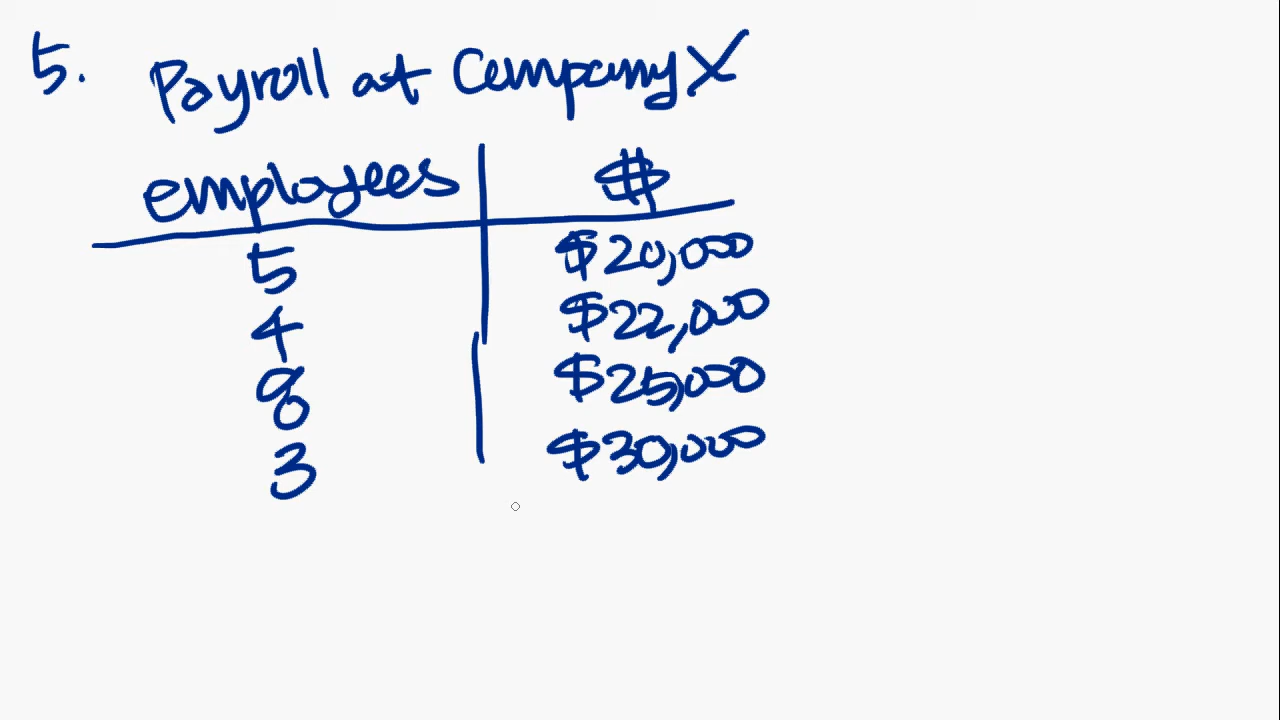 5. Payroll at Company X
employees $
5 $20,000
4 $22,000
8 $25,000
3 $30,000